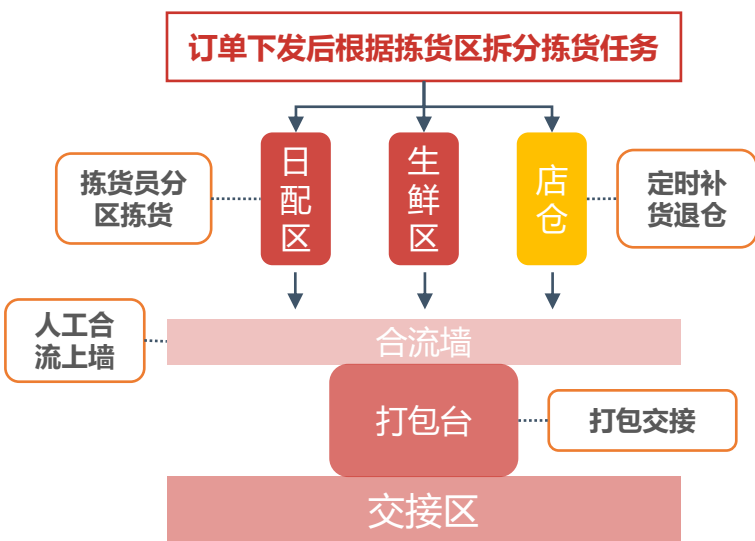 订单下发后根据拣货区拆分拣货任务
拣货员分
区拣货
日
配
区
生
鲜
区
店
仓
定时补
货退仓
人工合
流上墙
合流墙
打包台
打包交接
交接区